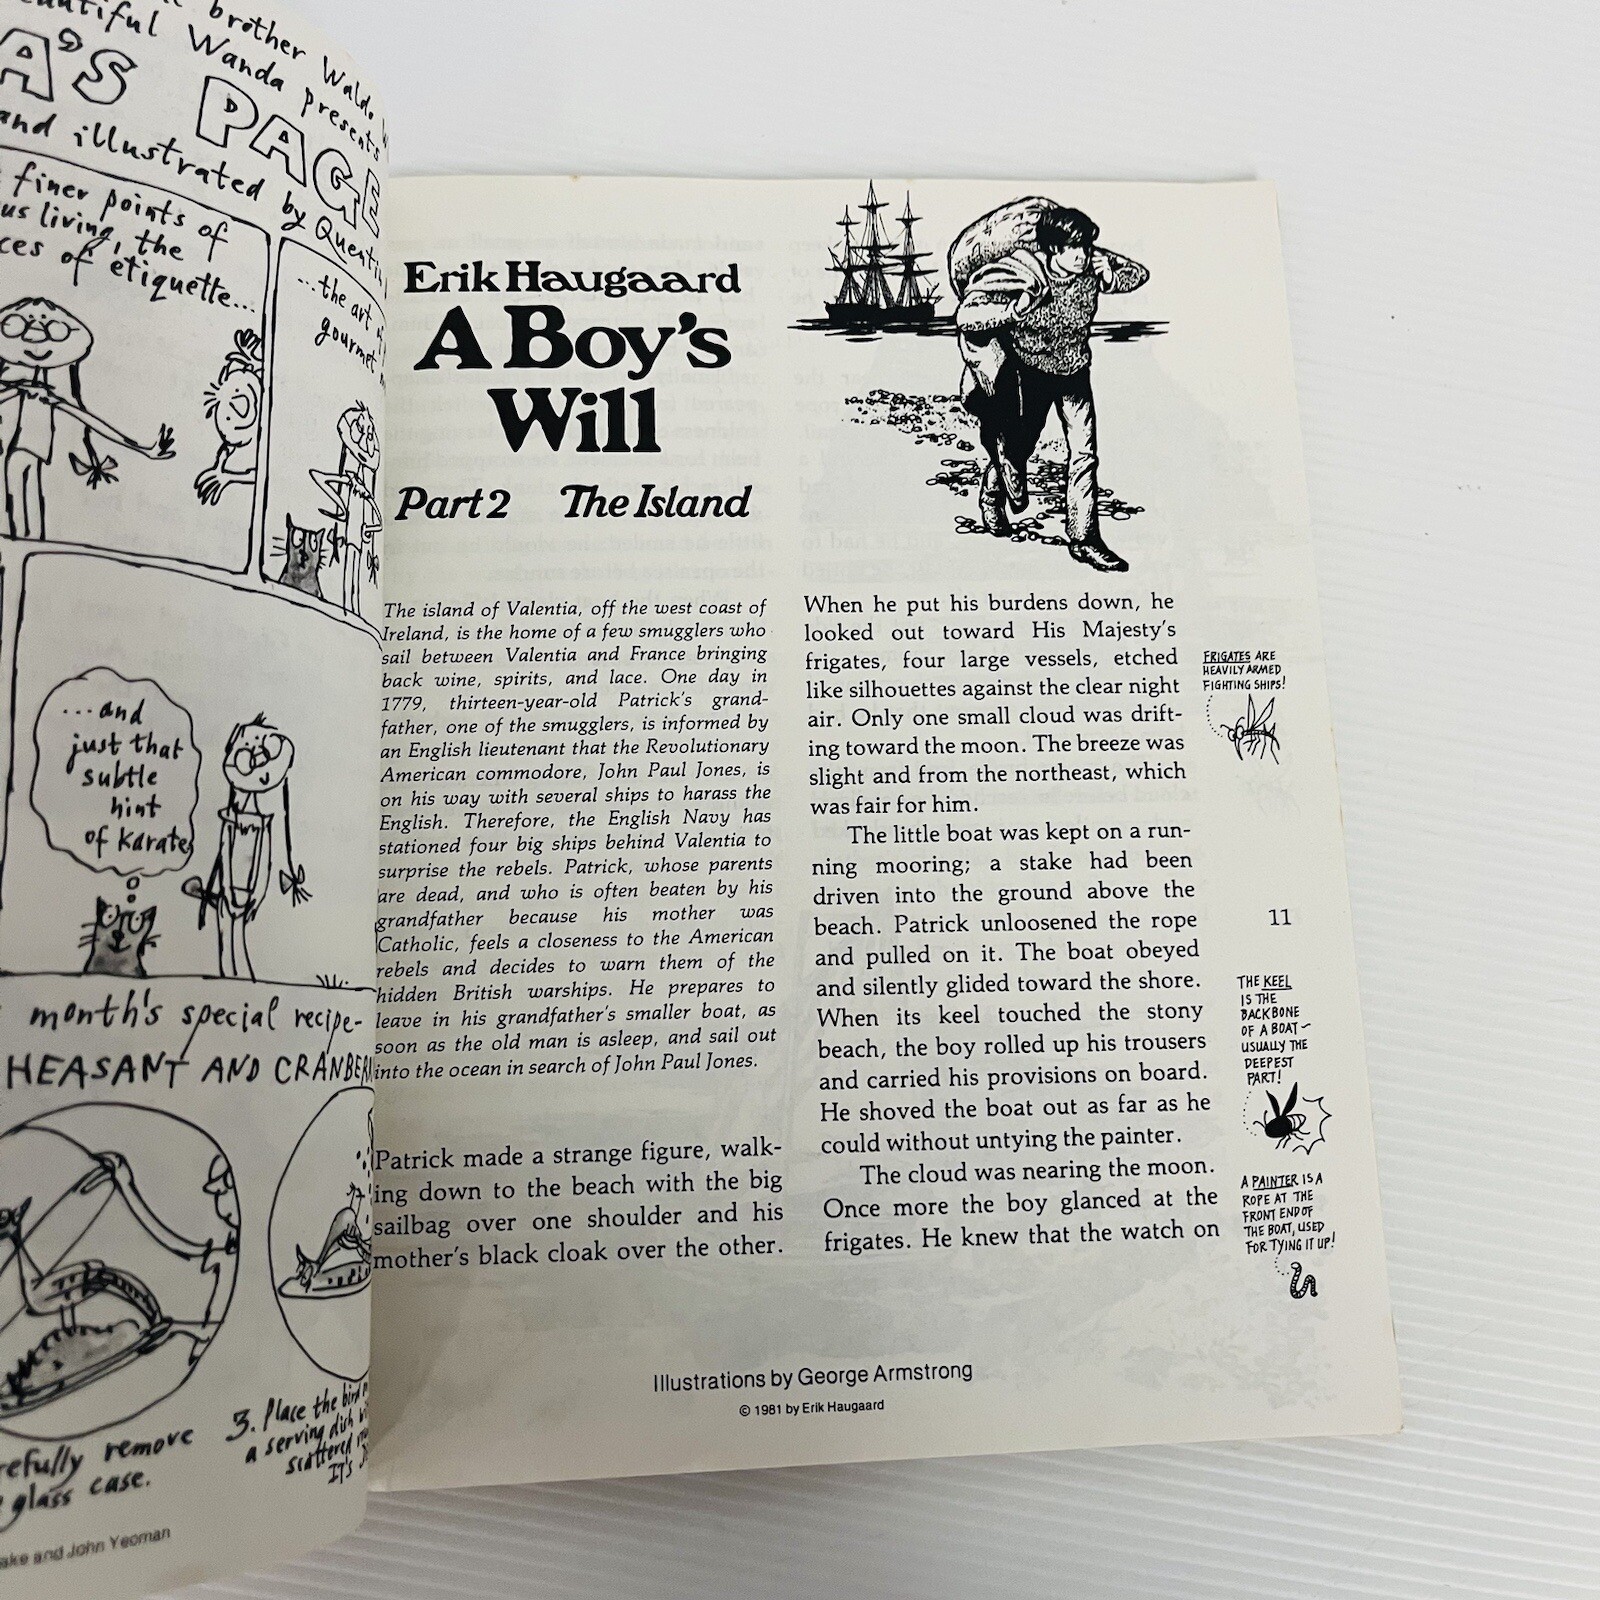 brother Waldo
beautiful Wanda presents
A'S PAGE
and illustrated by Quentin
finer points of
us living, the
ces of etiquette...
...the art of
gourmet
...and
just that
subtle
hint
of karate
month's special recipe-
HEASANT AND CRANBER
refully remove
glass case.
3. Place the bird
a serving dish
scattered
IT'S
ake and John Yeoman
Erik Haugaard
A Boy's
Will
Part 2 The Island
The island of Valentia, off the west coast of
Ireland, is the home of a few smugglers who
sail between Valentia and France bringing
back wine, spirits, and lace. One day in
1779, thirteen-year-old Patrick's grand-
father, one of the smugglers, is informed by
an English lieutenant that the Revolutionary
American commodore, John Paul Jones, is
on his way with several ships to harass the
English. Therefore, the English Navy has
stationed four big ships behind Valentia to
surprise the rebels. Patrick, whose parents
are dead, and who is often beaten by his
grandfather because his mother was
Catholic, feels a closeness to the American
rebels and decides to warn them of the
hidden British warships. He prepares to
leave in his grandfather's smaller boat, as
soon as the old man is asleep, and sail out
into the ocean in search of John Paul Jones.
Patrick made a strange figure, walk-
ing down to the beach with the big
sailbag over one shoulder and his
mother's black cloak over the other.
When he put his burdens down, he
looked out toward His Majesty's
frigates, four large vessels, etched
like silhouettes against the clear night
air. Only one small cloud was drift-
ing toward the moon. The breeze was
slight and from the northeast, which
was fair for him.
The little boat was kept on a run-
ning mooring; a stake had been
driven into the ground above the
beach. Patrick unloosened the rope
and pulled on it. The boat obeyed
and silently glided toward the shore.
When its keel touched the stony
beach, the boy rolled up his trousers
and carried his provisions on board.
He shoved the boat out as far as he
could without untying the painter.
The cloud was nearing the moon.
Once more the boy glanced at the
frigates. He knew that the watch on
FRIGATES ARE
HEAVILY ARMED
FIGHTING SHIPS!
11
THE KEEL
IS THE
BACKBONE
OF A BOAT—
USUALLY THE
DEEPEST
PART!
A PAINTER IS A
ROPE AT THE
FRONT END OF
THE BOAT, USED
FOR TYING IT UP!
Illustrations by George Armstrong
© 1981 by Erik Haugaard